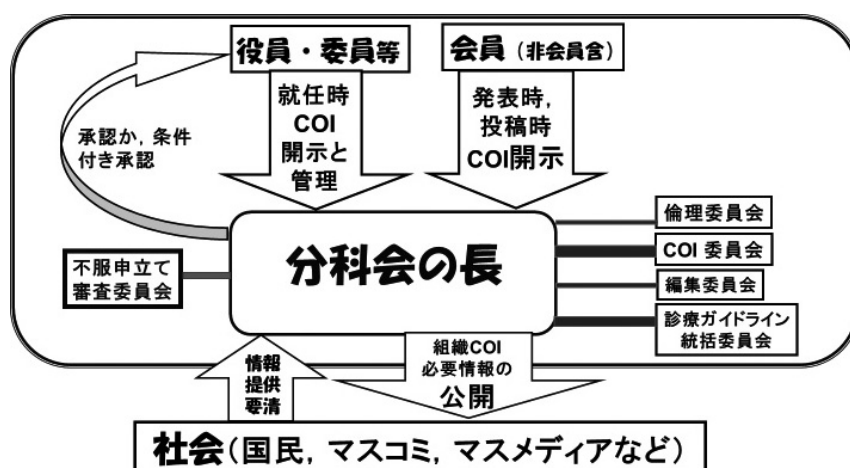 役員・委員等
会員(非会員含)
就任時
COI
開示と
管理
発表時,
投稿時
COI開示
承認か, 条件
付き承認
分科会の長
倫理委員会
COI 委員会
編集委員会
診療ガイドライン
統括委員会
不服申立て
審査委員会
情報
提供
要清
組織COI
必要情報の
公開
社会(国民, マスコミ, マスメディアなど)